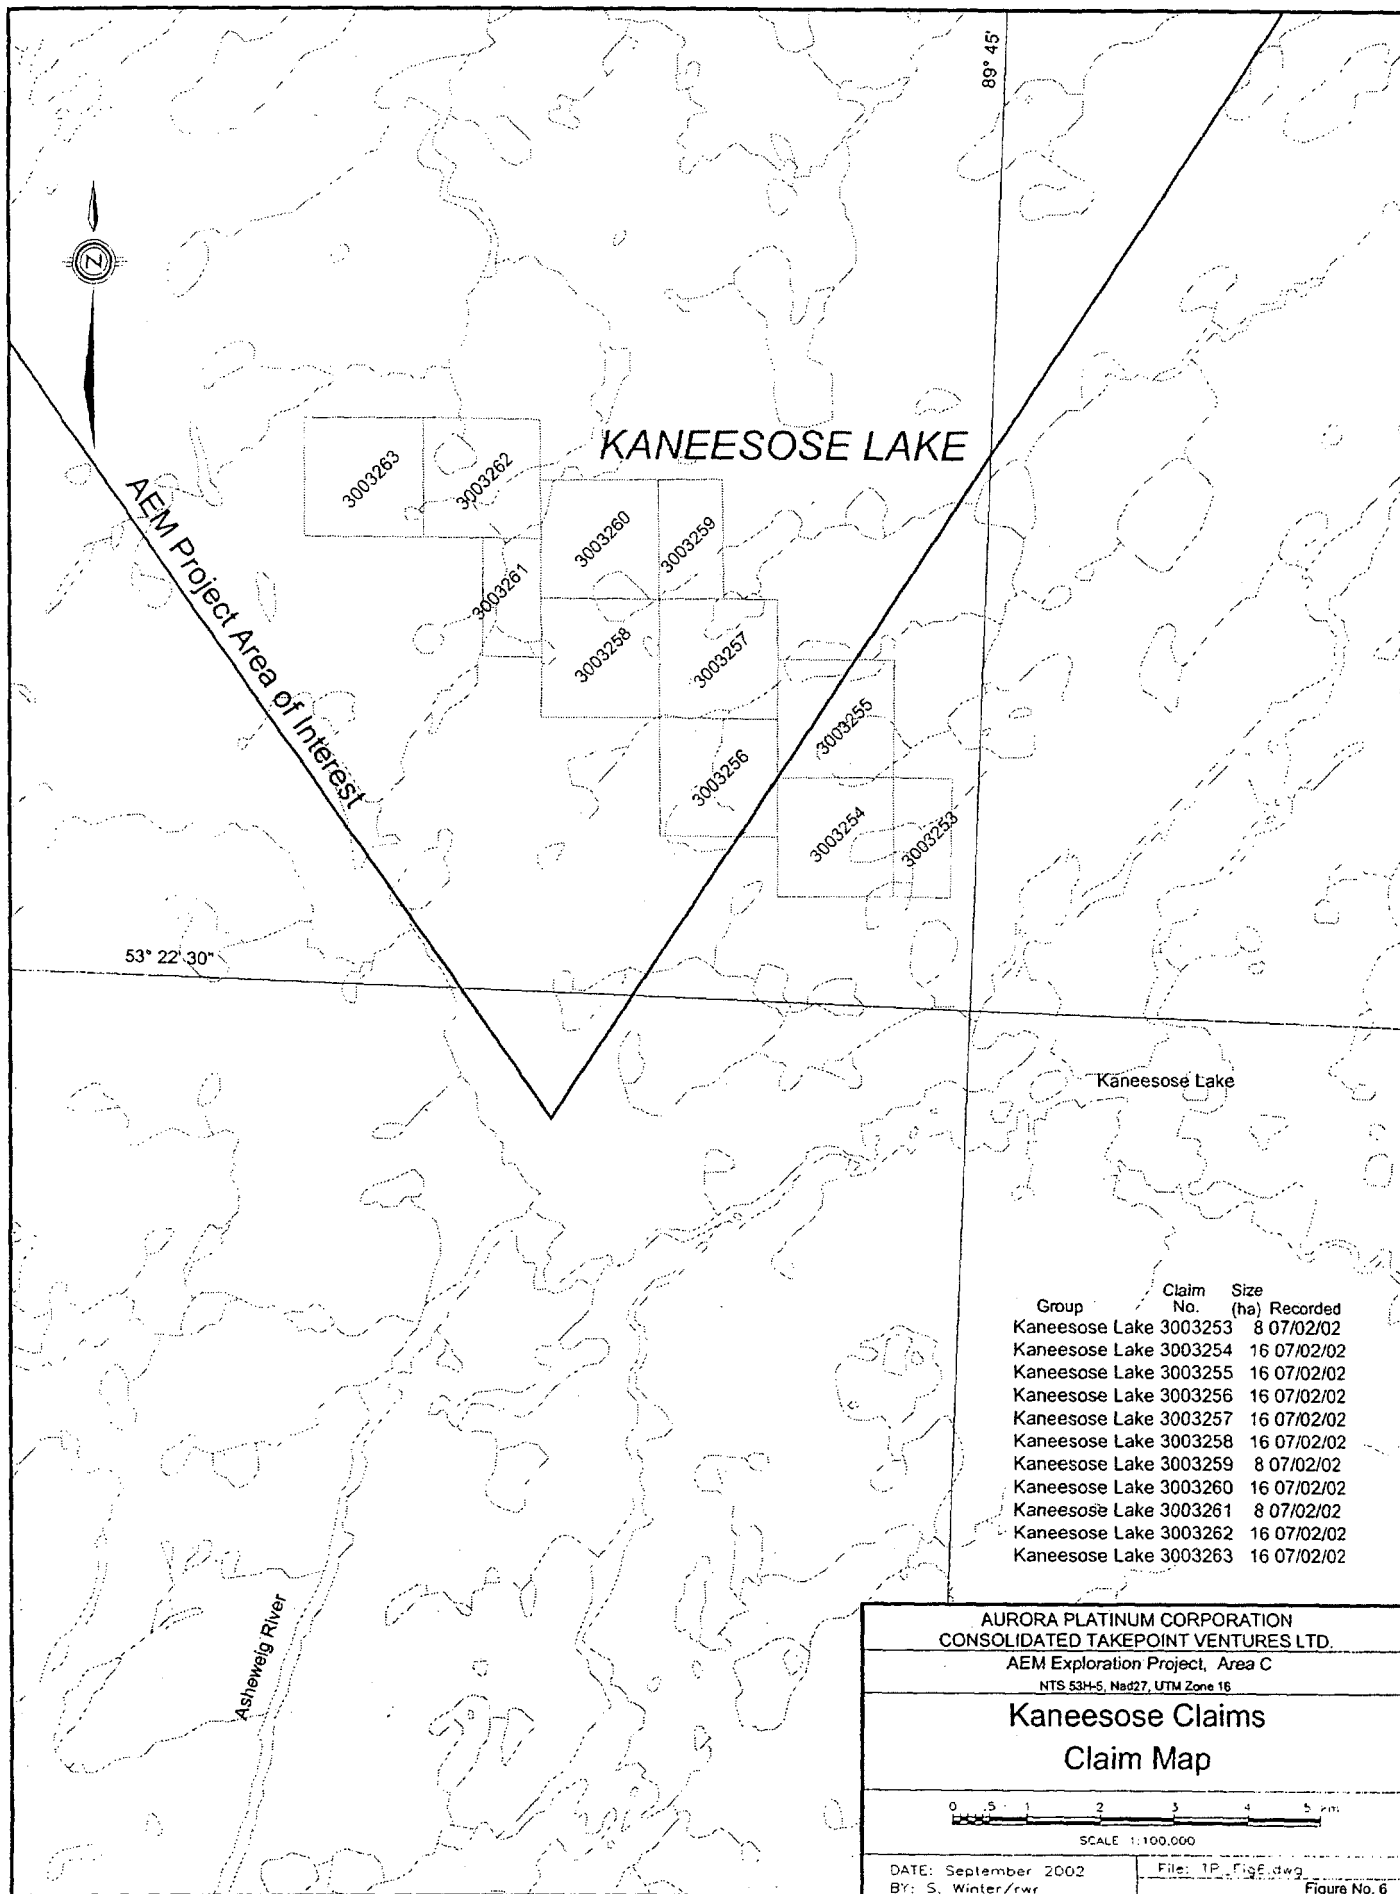 89° 45'
N
KANEESOSE LAKE
3003263
3003262
3003260
3003259
3003261
3003258
3003257
3003255
3003256
3003254
3003253
AEM Project Area of Interest
53° 22' 30"
Kaneesose Lake
Asheweig River
Group Claim No. Size (ha) Recorded
Kaneesose Lake 3003253 8 07/02/02
Kaneesose Lake 3003254 16 07/02/02
Kaneesose Lake 3003255 16 07/02/02
Kaneesose Lake 3003256 16 07/02/02
Kaneesose Lake 3003257 16 07/02/02
Kaneesose Lake 3003258 16 07/02/02
Kaneesose Lake 3003259 8 07/02/02
Kaneesose Lake 3003260 16 07/02/02
Kaneesose Lake 3003261 8 07/02/02
Kaneesose Lake 3003262 16 07/02/02
Kaneesose Lake 3003263 16 07/02/02
AURORA PLATINUM CORPORATION
CONSOLIDATED TAKEPOINT VENTURES LTD.
AEM Exploration Project, Area C
NTS 53H-5, Nad27, UTM Zone 16
Kaneesose Claims
Claim Map
0 .5 1 2 3 4 5 km
SCALE 1:100,000
DATE: September 2002
File:
BY: S. Winter/rwr
Figure No. 6